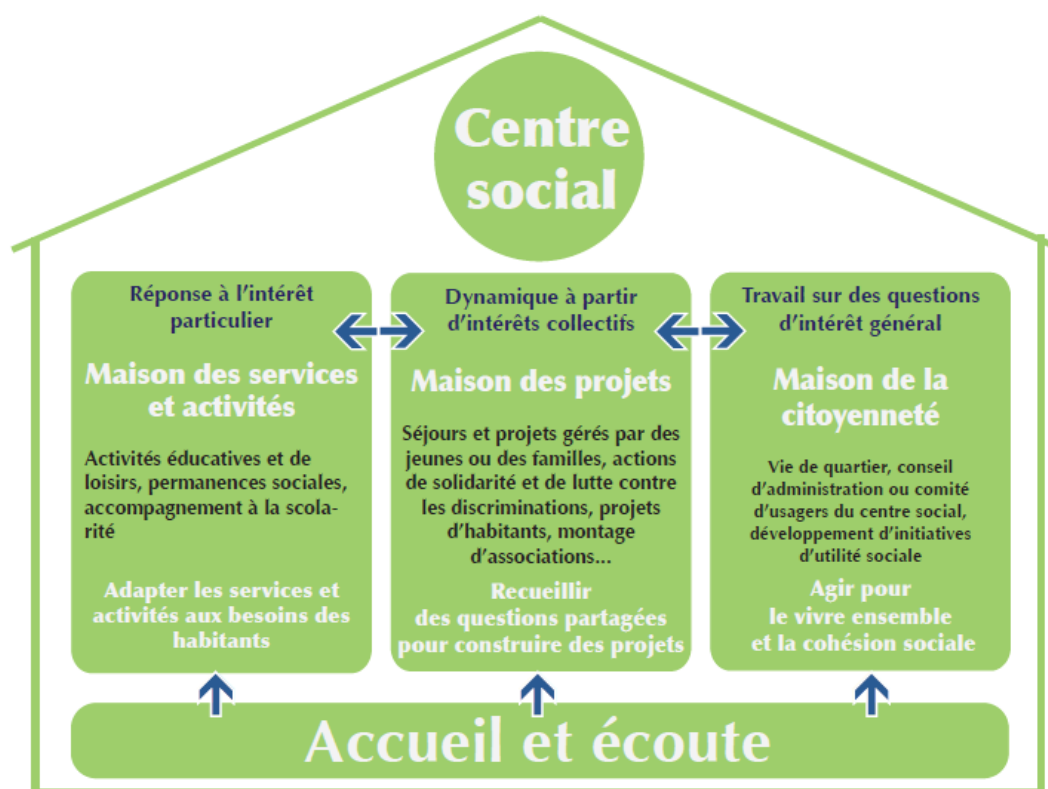 Centre
social
Réponse à l’intérêt
particulier
Maison des services
et activités
Activités éducatives et de
loisirs, permanences sociales,
accompagnement à la scola-
rité
Adapter les services et
activités aux besoins des
habitants
Dynamique à partir
d’intérêts collectifs
Maison des projets
Séjours et projets gérés par des
jeunes ou des familles, actions
de solidarité et de lutte contre
les discriminations, projets
d’habitants, montage
d’associations...
Recueillir
des questions partagées
pour construire des projets
Travail sur des questions
d’intérêt général
Maison de la
citoyenneté
Vie de quartier, conseil
d’administration ou comité
d’usagers du centre social,
développement d’initiatives
d’utilité sociale
Agir pour
le vivre ensemble
et la cohésion sociale
Accueil et écoute